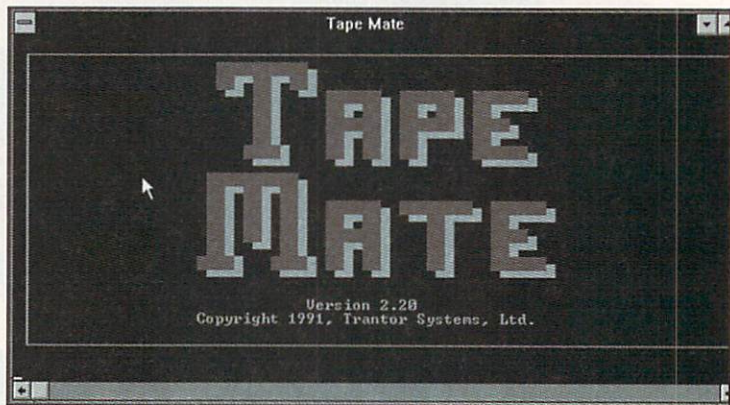 Tape Mate
TAPE
MATE
Version 2.20
Copyright 1991, Trantor Systems, Ltd.